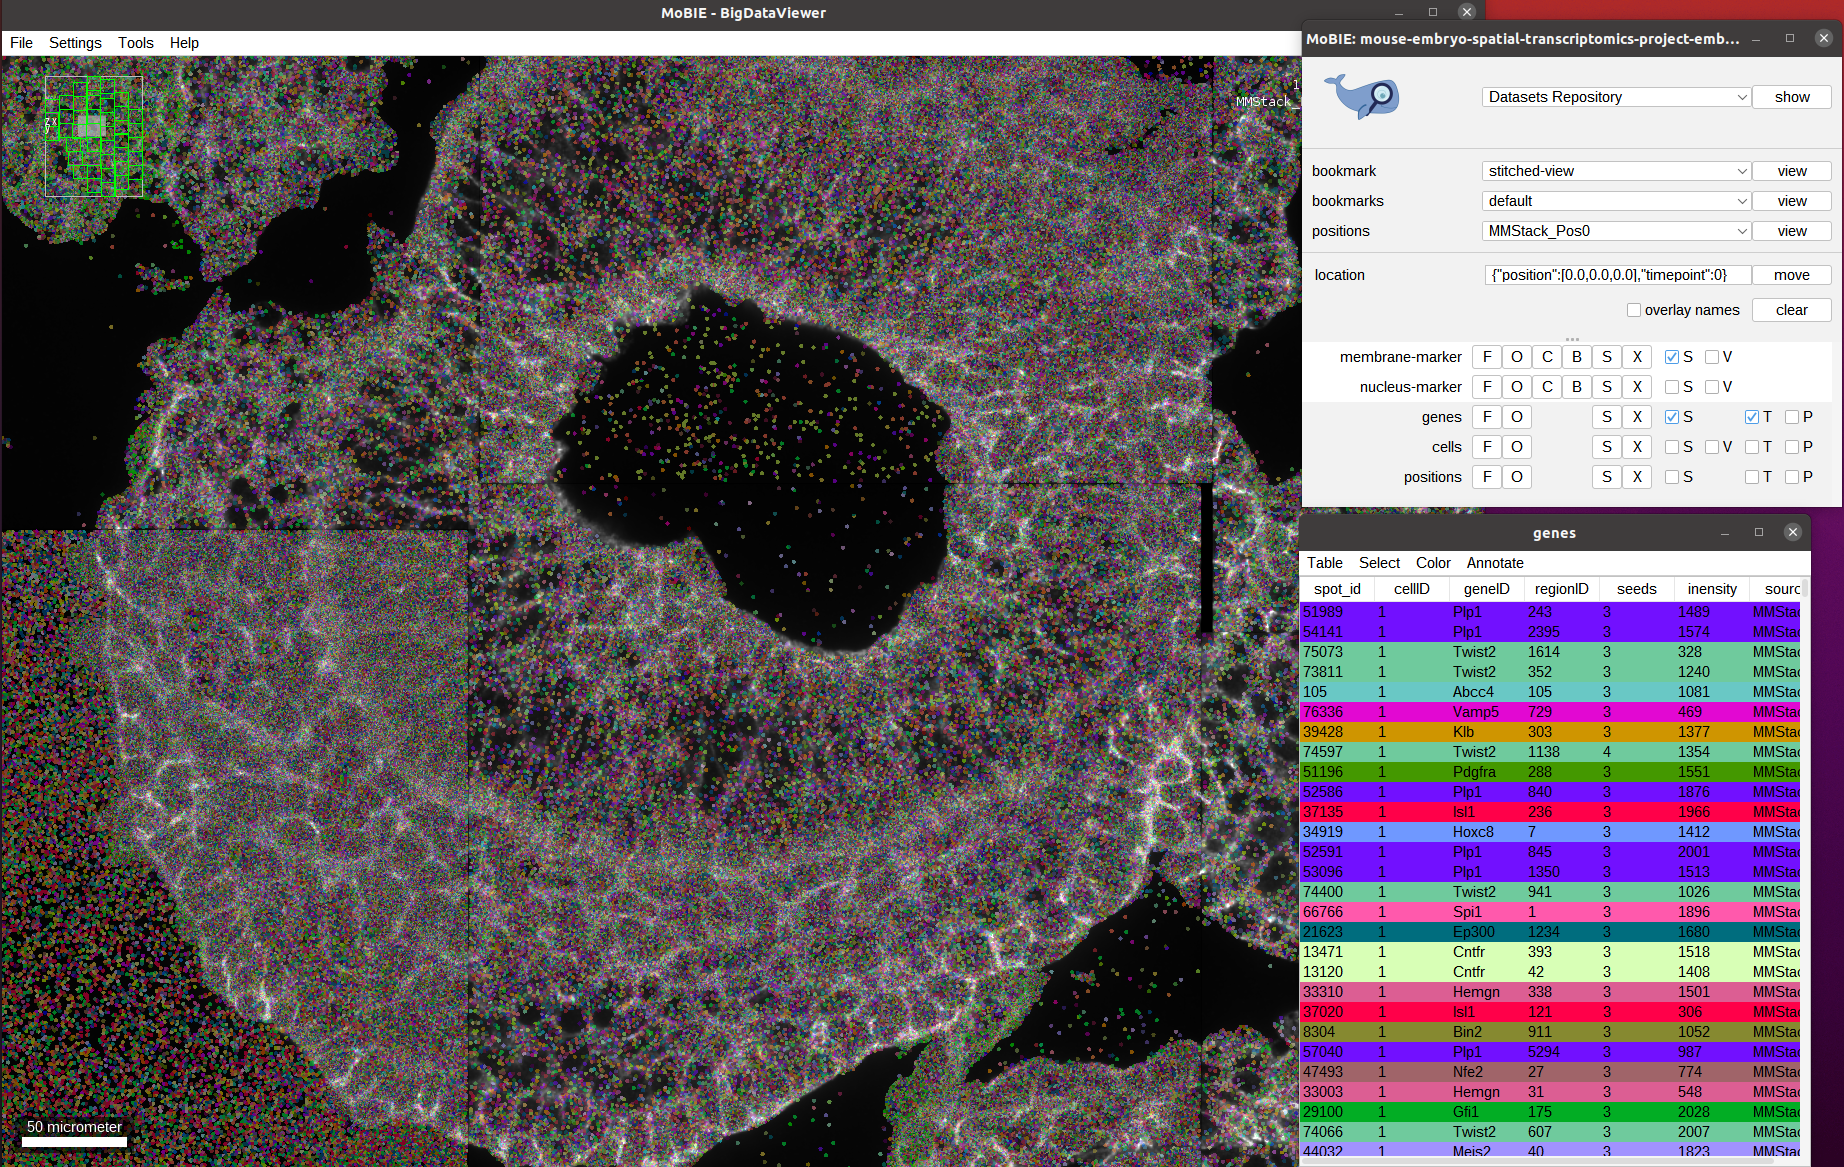 MoBIE - BigDataViewer
File Settings Tools Help
1
MMStack_
z x
y
50 micrometer
MoBIE: mouse-embryo-spatial-transcriptomics-project-emb...
Datasets Repository show
bookmark stitched-view view
bookmarks default view
positions MMStack_Pos0 view
location {"position":[0.0,0.0,0.0],"timepoint":0} move
overlay names clear
membrane-marker F O C B S X S V
nucleus-marker F O C B S X S V
genes F O S X S T P
cells F O S X S V T P
positions F O S X S T P
genes
Table Select Color Annotate
spot_id cellID geneID regionID seeds inensity sourc
51989 1 Plp1 243 3 1489 MMStac
54141 1 Plp1 2395 3 1574 MMStac
75073 1 Twist2 1614 3 328 MMStac
73811 1 Twist2 352 3 1240 MMStac
105 1 Abcc4 105 3 1081 MMStac
76336 1 Vamp5 729 3 469 MMStac
39428 1 Klb 303 3 1377 MMStac
74597 1 Twist2 1138 4 1354 MMStac
51196 1 Pdgfra 288 3 1551 MMStac
52586 1 Plp1 840 3 1876 MMStac
37135 1 Isl1 236 3 1966 MMStac
34919 1 Hoxc8 7 3 1412 MMStac
52591 1 Plp1 845 3 2001 MMStac
53096 1 Plp1 1350 3 1513 MMStac
74400 1 Twist2 941 3 1026 MMStac
66766 1 Spi1 1 3 1896 MMStac
21623 1 Ep300 1234 3 1680 MMStac
13471 1 Cntfr 393 3 1518 MMStac
13120 1 Cntfr 42 3 1408 MMStac
33310 1 Hemgn 338 3 1501 MMStac
37020 1 Isl1 121 3 306 MMStac
8304 1 Bin2 911 3 1052 MMStac
57040 1 Plp1 5294 3 987 MMStac
47493 1 Nfe2 27 3 774 MMStac
33003 1 Hemgn 31 3 548 MMStac
29100 1 Gfi1 175 3 2028 MMStac
74066 1 Twist2 607 3 2007 MMStac
44032 1 Meis2 40 3 1823 MMStac